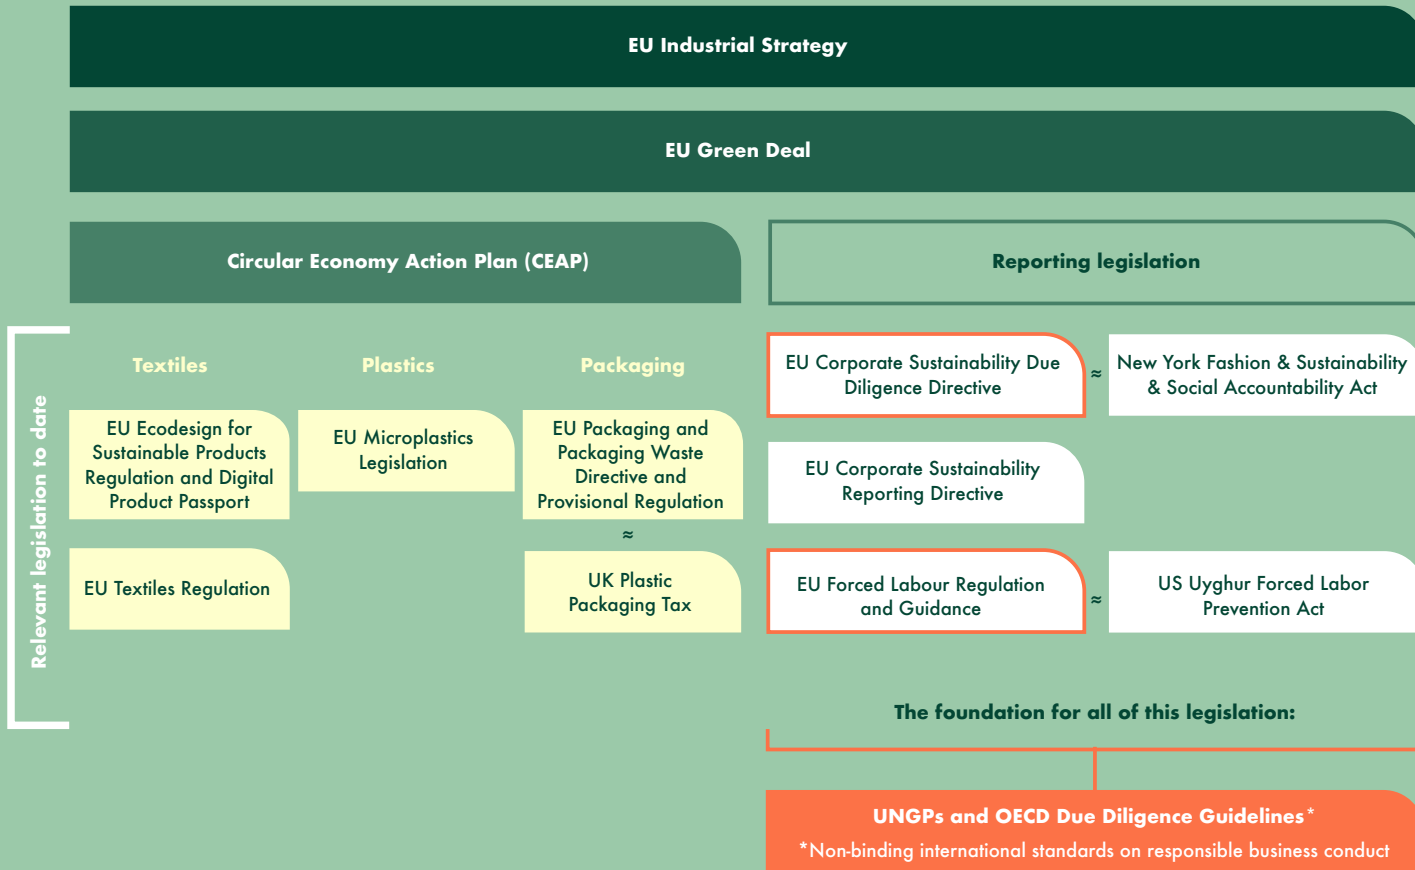 EU Industrial Strategy
EU Green Deal
Circular Economy Action Plan (CEAP)
Reporting legislation
Relevant legislation to date
Textiles
EU Ecodesign for
Sustainable Products
Regulation and Digital
Product Passport
EU Textiles Regulation
Plastics
EU Microplastics
Legislation
Packaging
EU Packaging and
Packaging Waste
Directive and
Provisional Regulation
≈
UK Plastic
Packaging Tax
EU Corporate Sustainability Due
Diligence Directive
≈
New York Fashion & Sustainability
& Social Accountability Act
EU Corporate Sustainability
Reporting Directive
EU Forced Labour Regulation
and Guidance
≈
US Uyghur Forced Labor
Prevention Act
The foundation for all of this legislation:
UNGPs and OECD Due Diligence Guidelines*
*Non-binding international standards on responsible business conduct